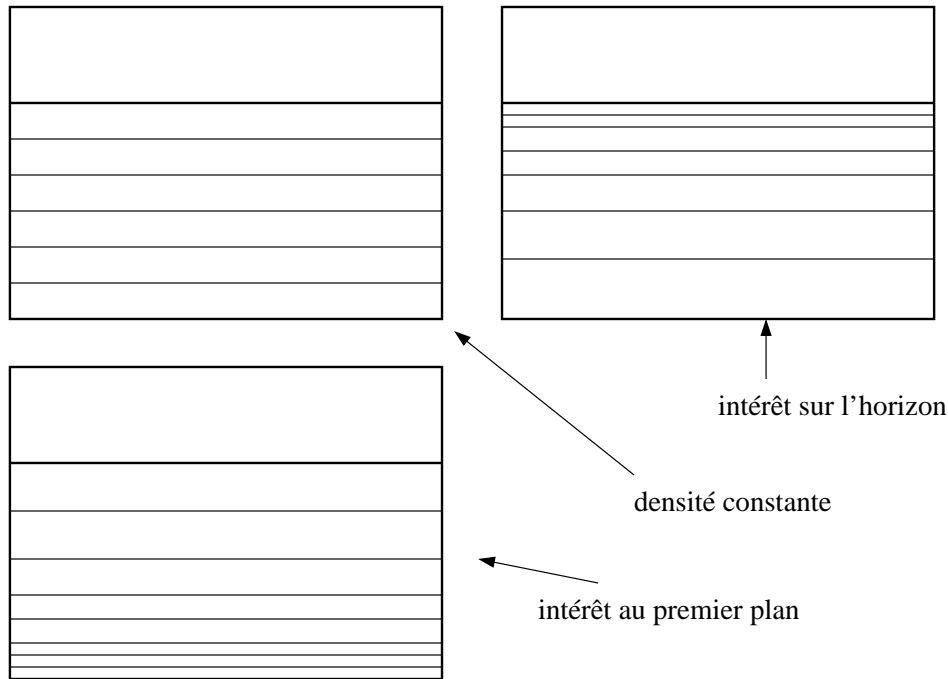 intérêt sur l’horizon
densité constante
intérêt au premier plan